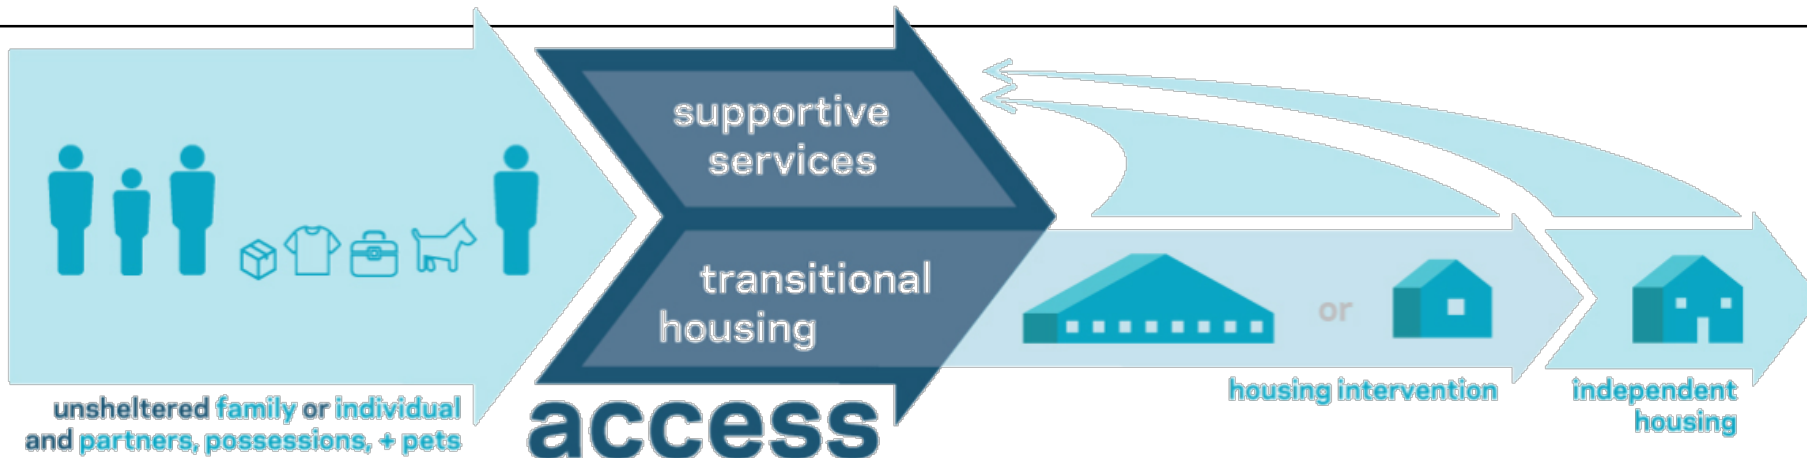 supportive
services
transitional
housing
or
housing intervention
independent
housing
unsheltered family or individual
and partners, possessions, + pets
access